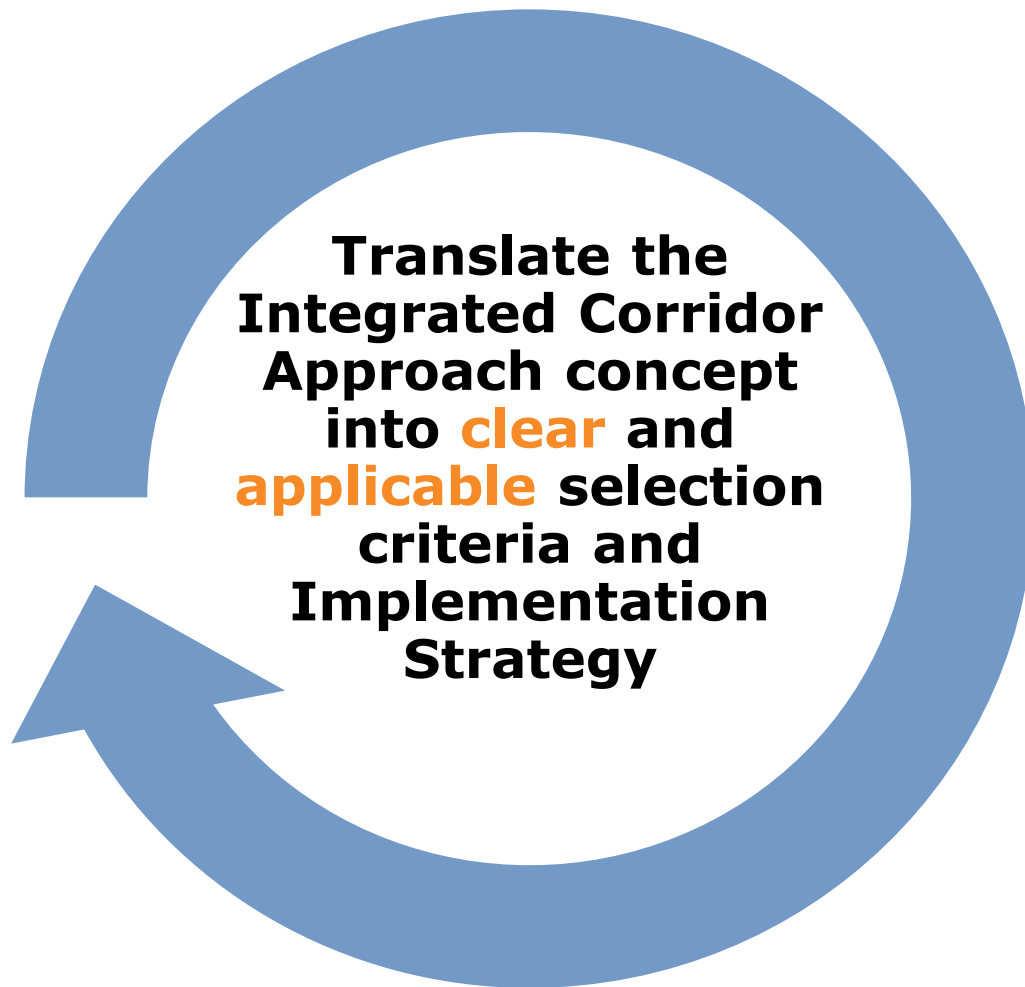 Translate the
Integrated Corridor
Approach concept
into clear and
applicable selection
criteria and
Implementation
Strategy